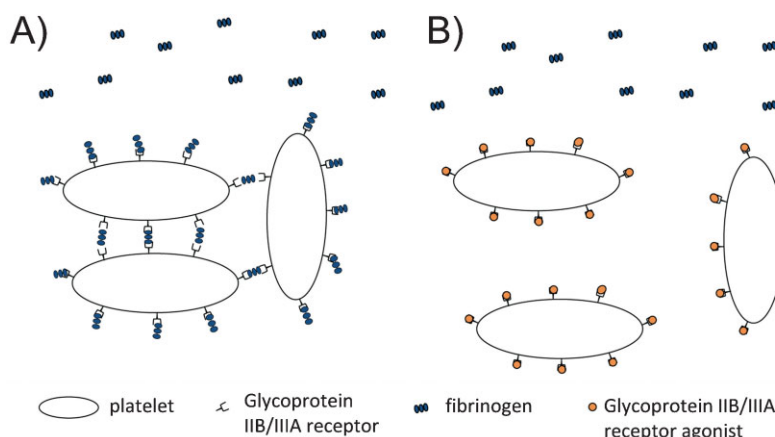 A)
B)
platelet
Glycoprotein
IIB/IIIA receptor
fibrinogen
Glycoprotein IIB/IIIA
receptor agonist